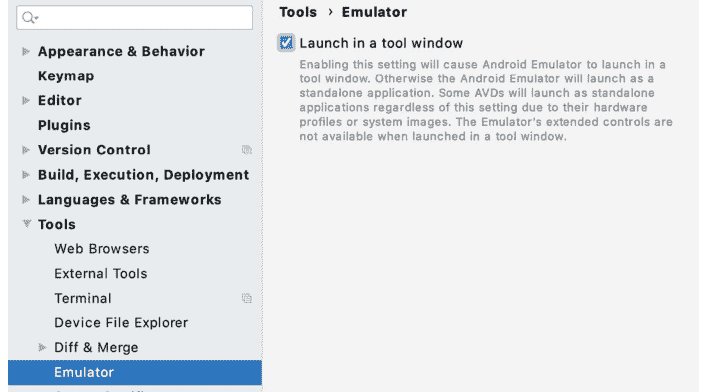 Tools › Emulator
Launch in a tool window
Enabling this setting will cause Android Emulator to launch in a
tool window. Otherwise the Android Emulator will launch as a
standalone application. Some AVDs will launch as standalone
applications regardless of this setting due to their hardware
profiles or system images. The Emulator's extended controls are
not available when launched in a tool window.
Appearance & Behavior
Keymap
Editor
Plugins
Version Control
Build, Execution, Deployment
Languages & Frameworks
Tools
Web Browsers
External Tools
Terminal
Device File Explorer
Diff & Merge
Emulator